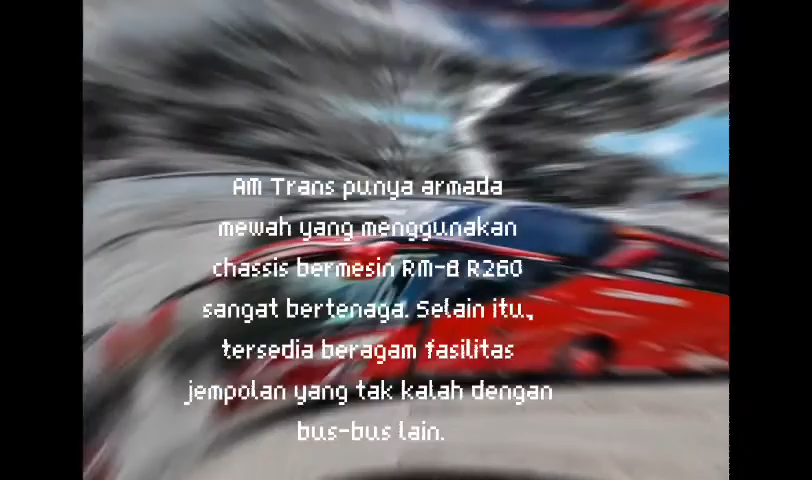 AM Trans punya armada
mewah yang menggunakan
chassis bermesin RM-8 R260
sangat bertenaga. Selain itu,
tersedia beragam fasilitas
jempolan yang tak kalah dengan
bus-bus lain.